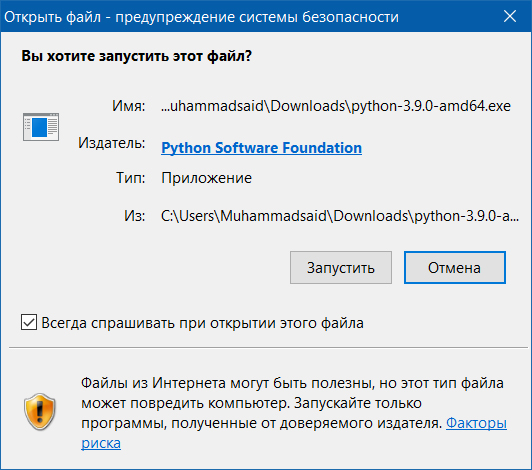 Открыть файл - предупреждение системы безопасности
Вы хотите запустить этот файл?
Имя: ...uhammadsaid\Downloads\python-3.9.0-amd64.exe
Издатель: Python Software Foundation
Тип: Приложение
Из: C:\Users\Muhammadsaid\Downloads\python-3.9.0-a...
Запустить Отмена
Всегда спрашивать при открытии этого файла
Файлы из Интернета могут быть полезны, но этот тип файла
может повредить компьютер. Запускайте только
программы, полученные от доверяемого издателя. Факторы
риска